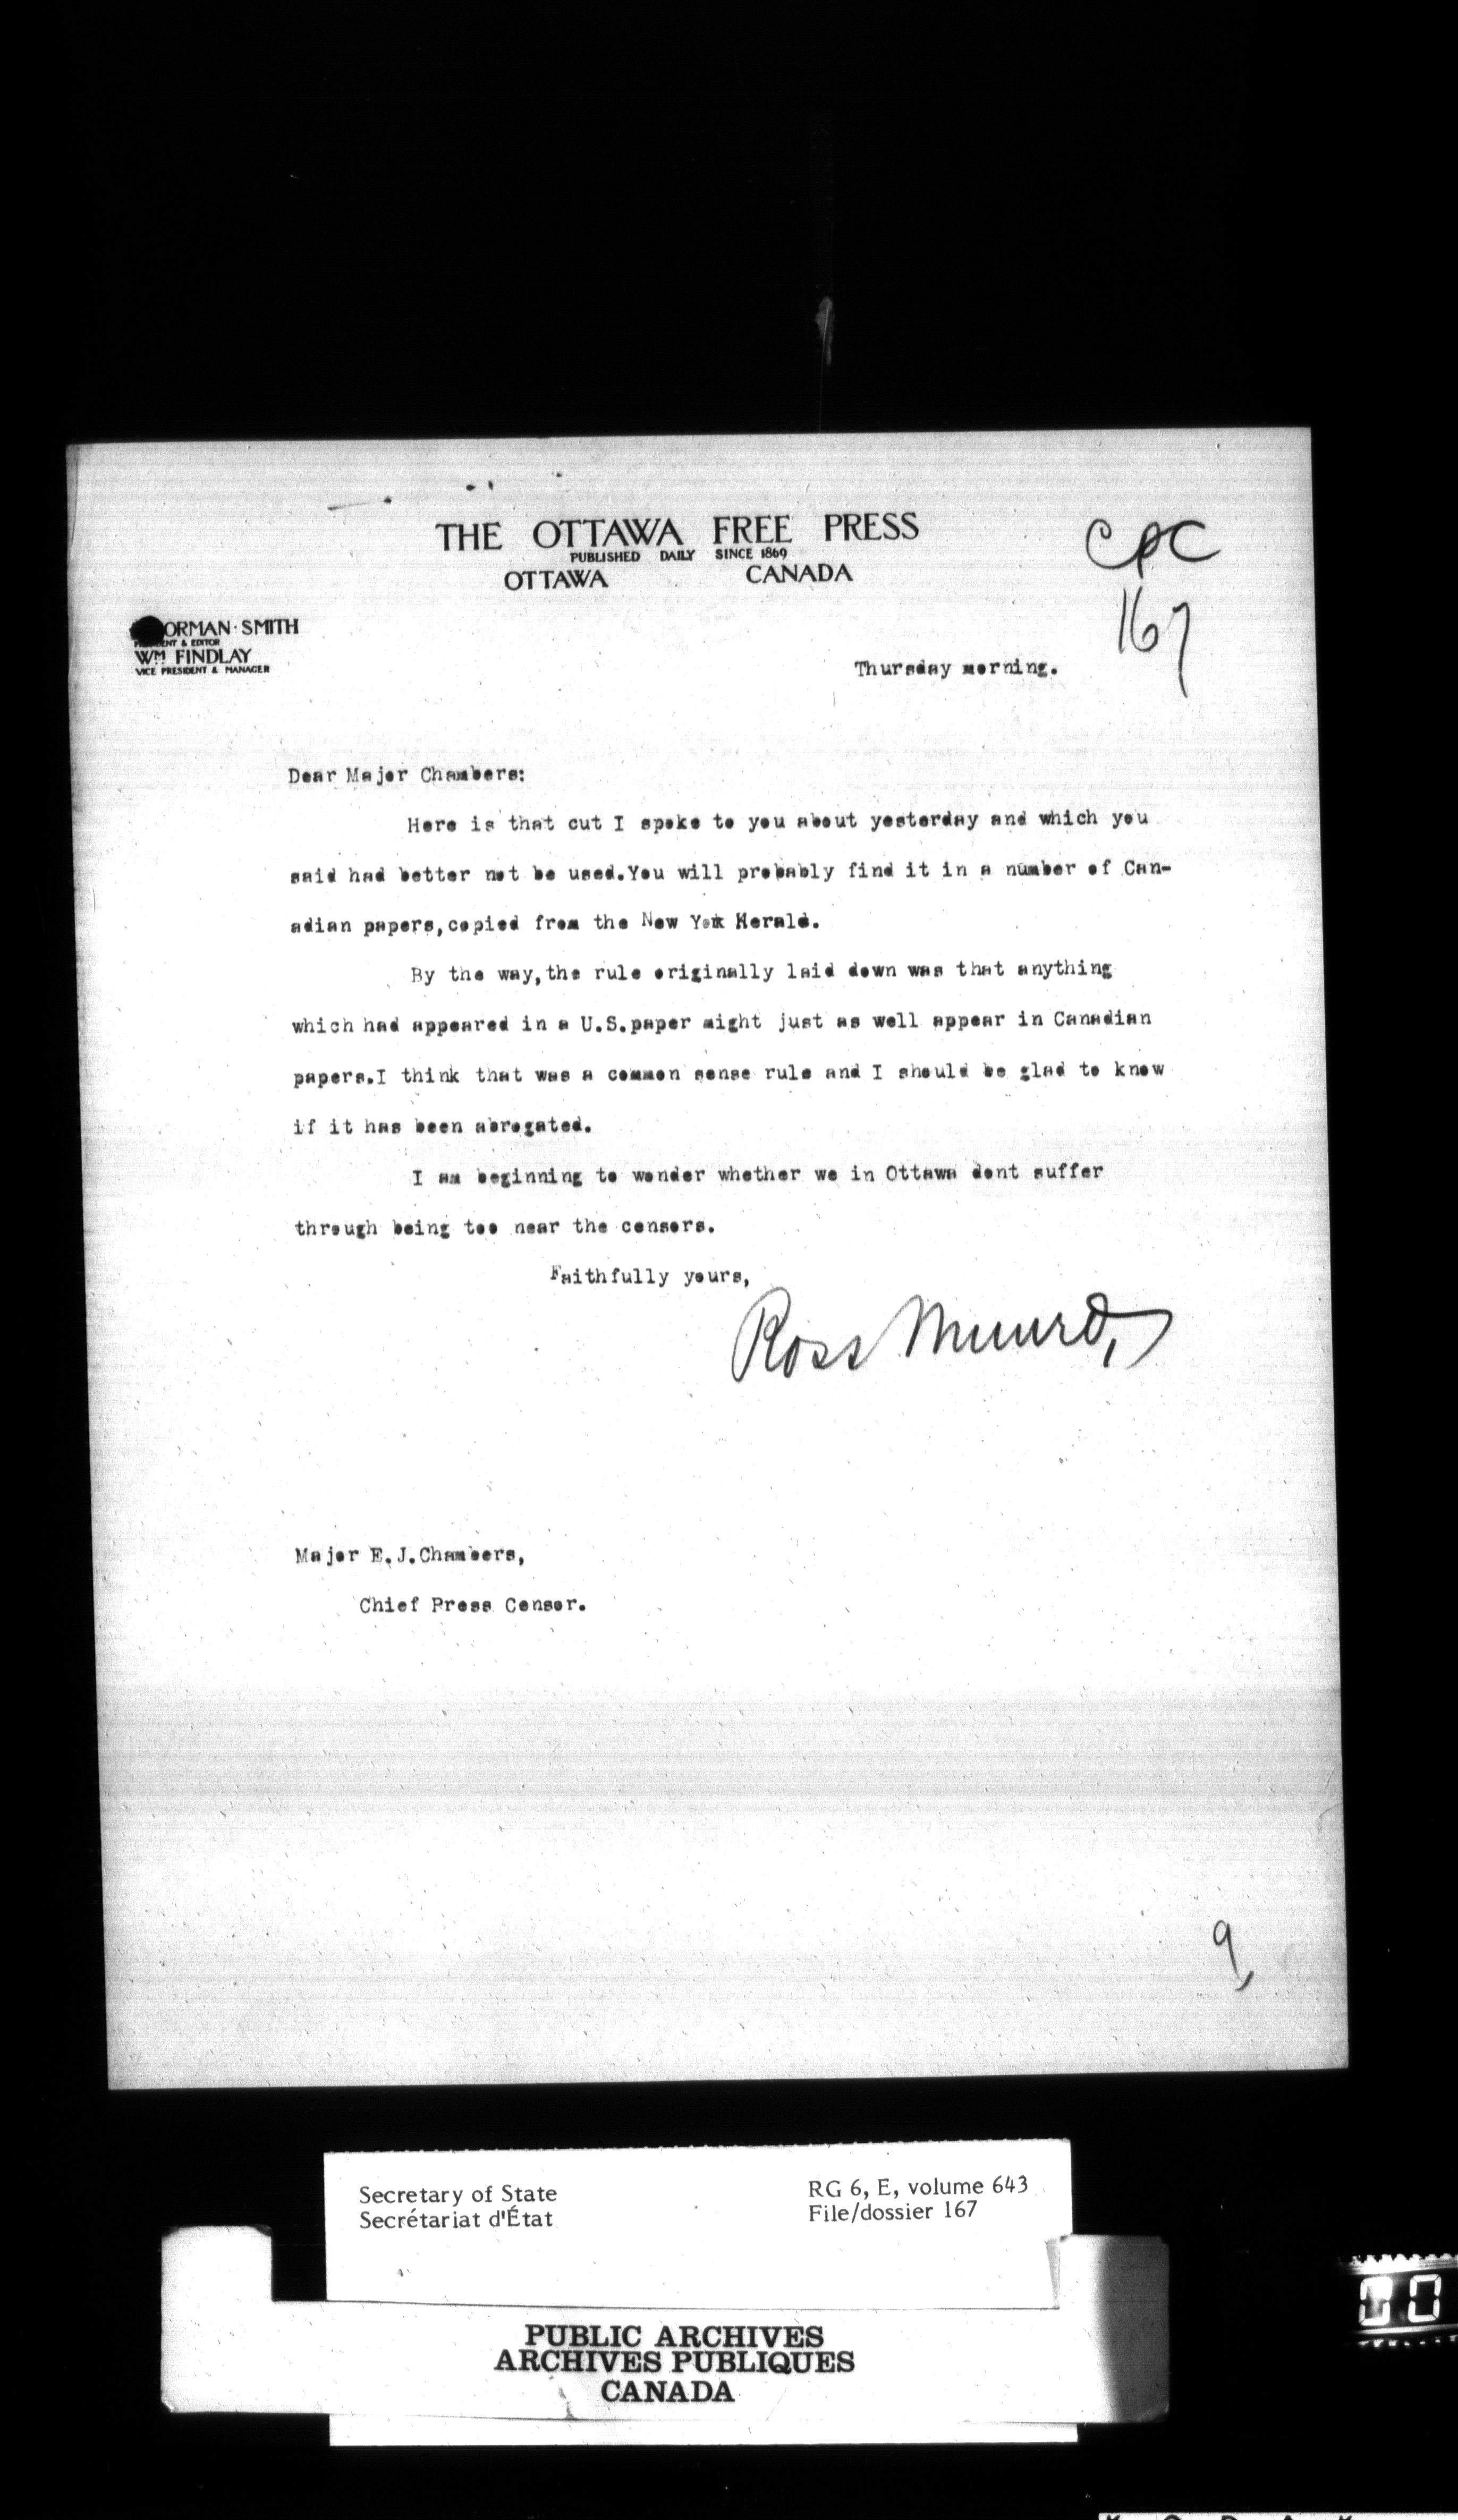 THE OTTAWA FREE PRESS
PUBLISHED DAILY SINCE 1869
OTTAWA CANADA
CPC
167
ORMAN·SMITH
ENT & EDITOR
WM FINDLAY
VICE PRESIDENT & MANAGER
Thursday morning.
Dear Major Chambers:
Here is that cut I spoke to you about yesterday and which you
said had better not be used.You will probably find it in a number of Can-
adian papers,copied from the New Yok Herald.
By the way,the rule originally laid down was that anything
which had appeared in a U.S.paper might just as well appear in Canadian
papers.I think that was a common sense rule and I should be glad to know
if it has been abrogated.
I am beginning to wonder whether we in Ottawa dont suffer
through being too near the censors.
Faithfully yours,
Ross Munro,
Major E.J.Chambers,
Chief Press Censor.
9
Secretary of State
Secrétariat d'État
RG 6, E, volume 643
File/dossier 167
PUBLIC ARCHIVES
ARCHIVES PUBLIQUES
CANADA